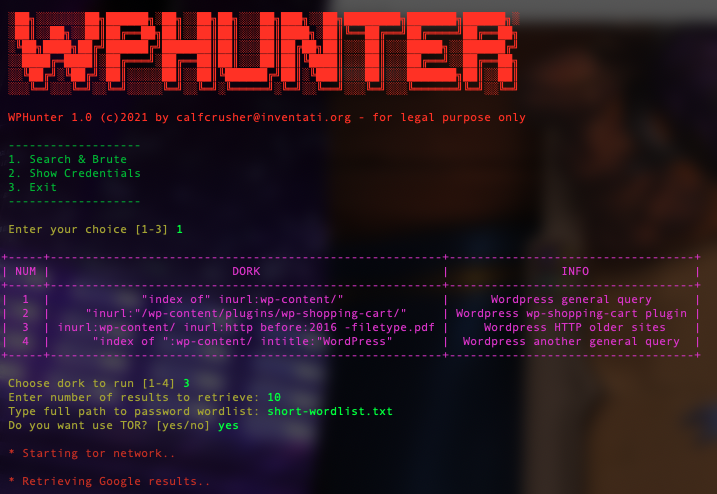 WPHUNTER
WPHunter 1.0 (c)2021 by calfcrusher@inventati.org - for legal purpose only
-------------------
1. Search & Brute
2. Show Credentials
3. Exit
-------------------
Enter your choice [1-3] 1
+-----+--------------------------------------------------------+-----------------------------------+
| NUM | DORK | INFO |
+-----+--------------------------------------------------------+-----------------------------------+
| 1 | "index of" inurl:wp-content/" | Wordpress general query |
| 2 | "inurl:"/wp-content/plugins/wp-shopping-cart/" | Wordpress wp-shopping-cart plugin |
| 3 | inurl:wp-content/ inurl:http before:2016 -filetype.pdf | Wordpress HTTP older sites |
| 4 | "index of ":wp-content/ intitle:"WordPress" | Wordpress another general query |
+-----+--------------------------------------------------------+-----------------------------------+
Choose dork to run [1-4] 3
Enter number of results to retrieve: 10
Type full path to password wordlist: short-wordlist.txt
Do you want use TOR? [yes/no] yes
* Starting tor network..
* Retrieving Google results..